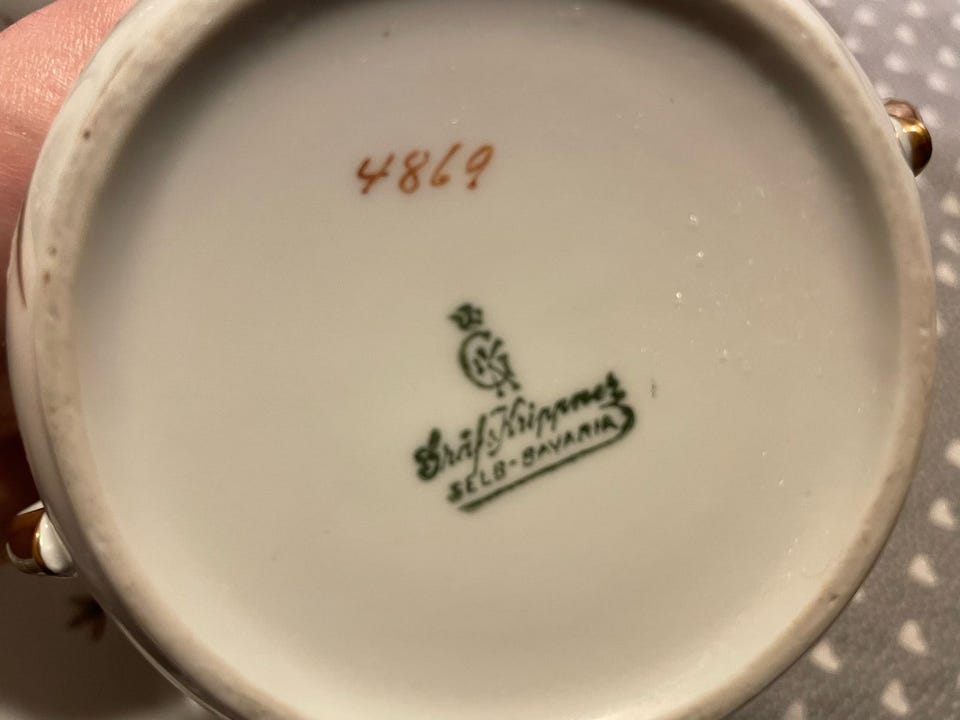 4869
G&K
Gräf & Krippner
SELB-BAVARIA